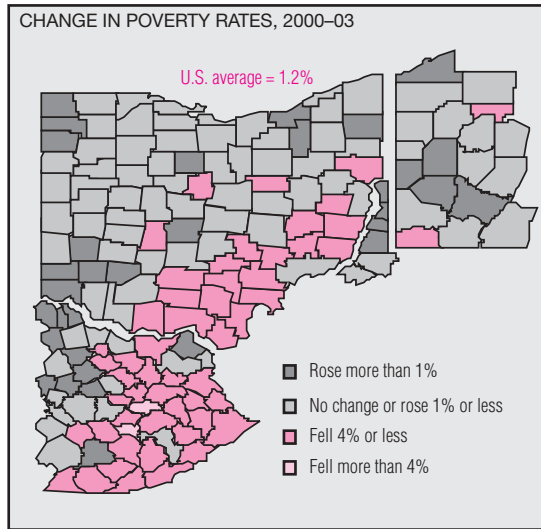 CHANGE IN POVERTY RATES, 2000–03
U.S. average = 1.2%
Rose more than 1%
No change or rose 1% or less
Fell 4% or less
Fell more than 4%